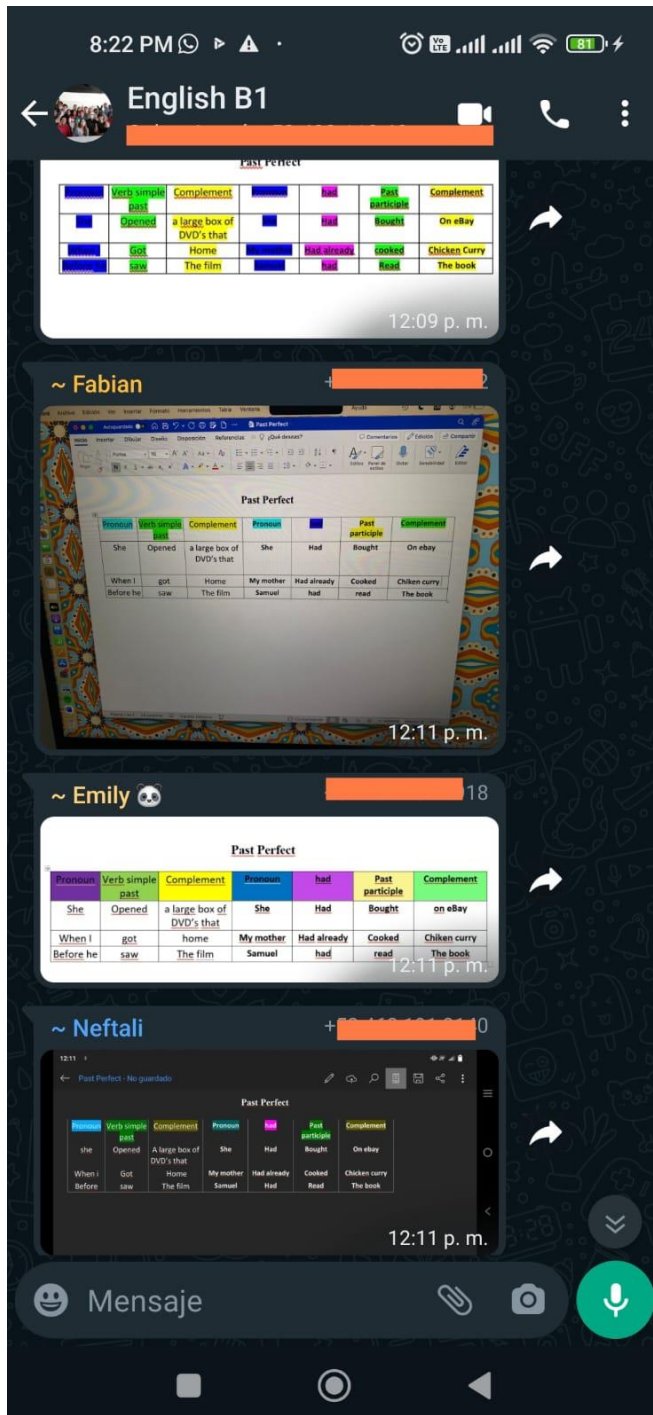 8:22 PM
Vo LTE
81
English B1
Past Perfect
Verb simple past Complement had Past participle Complement
Opened a large box of DVD's that Had Bought On eBay
Got Home My mother Had already cooked Chicken Curry
saw The film Samuel had Read The book
12:09 p. m.
~ Fabian
2
Past Perfect
Pronoun Verb simple past Complement Pronoun Past participle Complement
She Opened a large box of DVD's that She Had Bought On ebay
When I got Home My mother Had already Cooked Chiken curry
Before he saw The film Samuel had read The book
12:11 p. m.
~ Emily
18
Past Perfect
Pronoun Verb simple past Complement Pronoun had Past participle Complement
She Opened a large box of DVD's that She Had Bought on eBay
When I got home My mother Had already Cooked Chiken curry
Before he saw The film Samuel had read The book
12:11 p. m.
~ Neftali
0
12:11
Past Perfect - No guardado
Past Perfect
Pronoun Verb simple past Complement Pronoun had Past participle Complement
she Opened A large box of DVD's that She Had Bought On ebay
When i Got Home My mother Had already Cooked Chicken curry
Before saw The film Samuel Had Read The book
12:11 p. m.
Mensaje